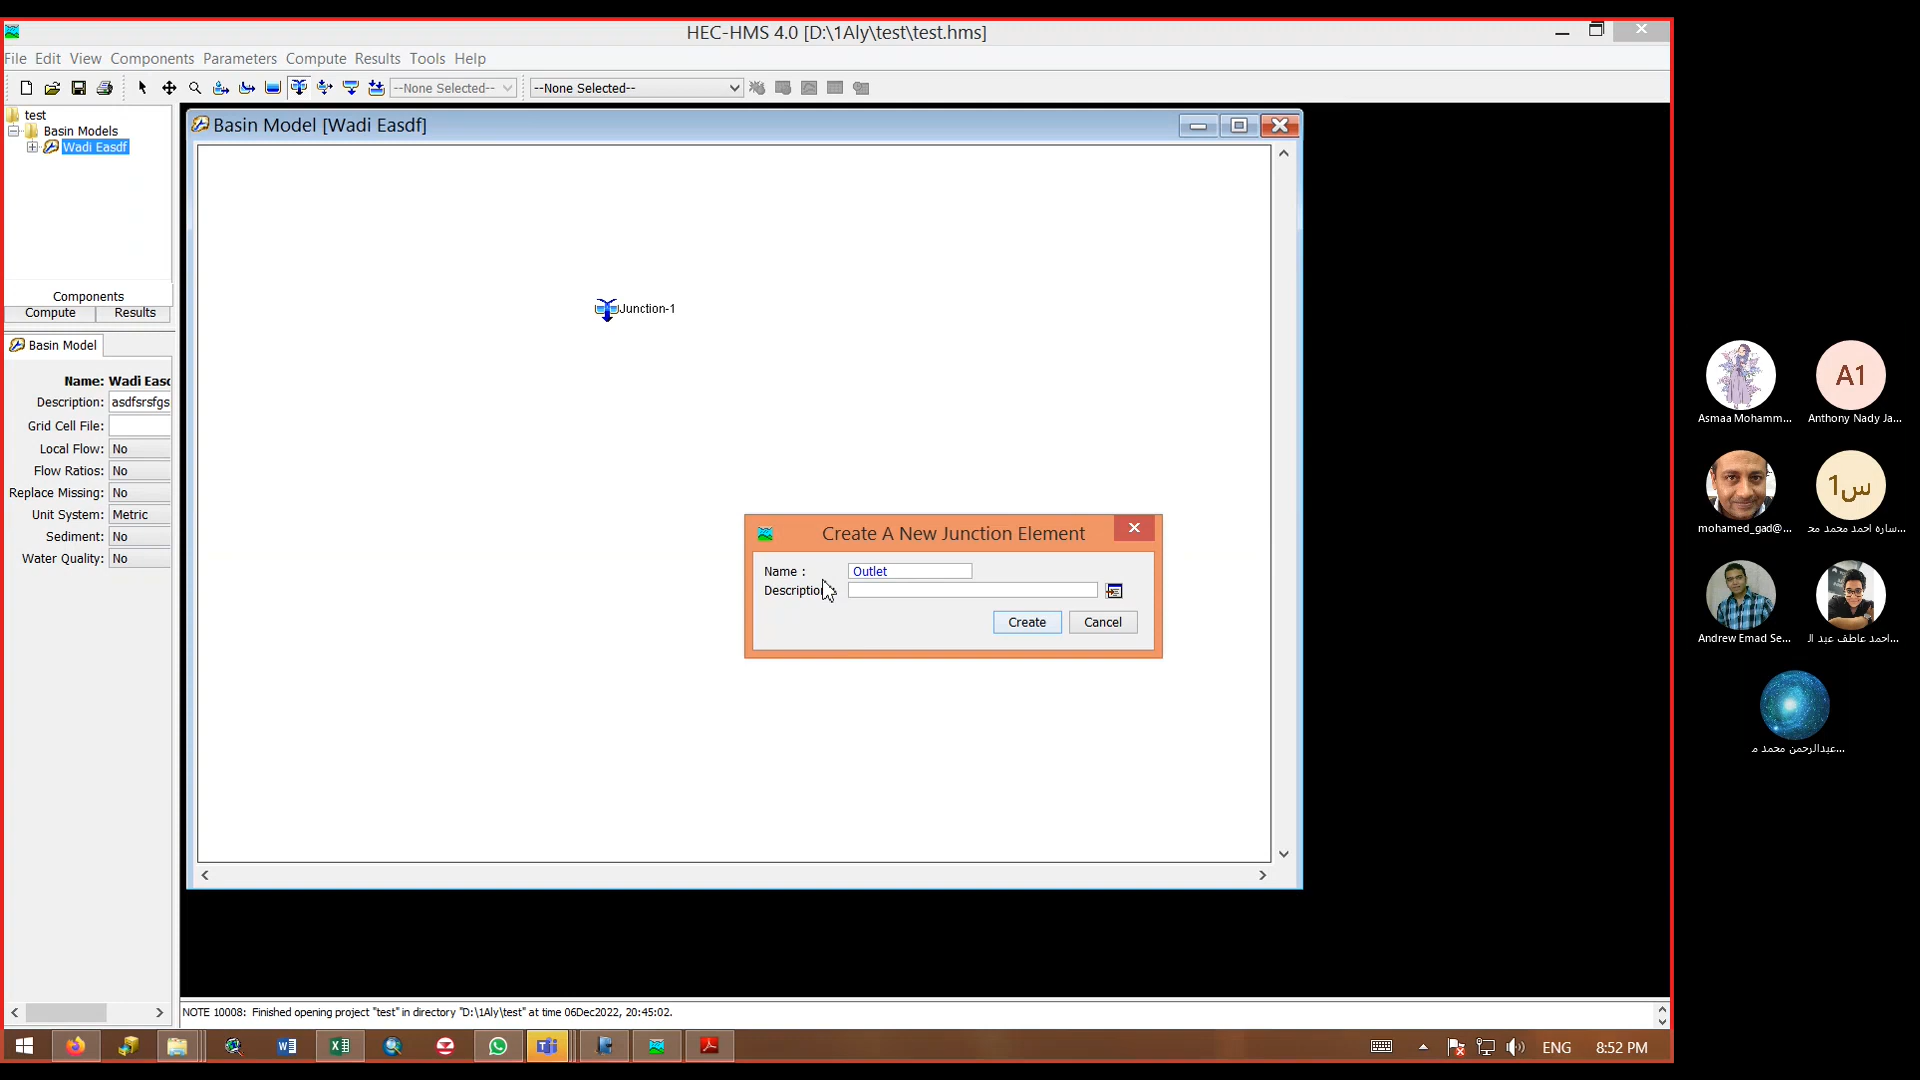 HEC-HMS 4.0 [D:\1Aly\test\test.hms]
File Edit View Components Parameters Compute Results Tools Help
--None Selected-- --None Selected--
test
Basin Models
Wadi Easdf
Components
Compute Results
Basin Model
Name: Wadi Easd
Description: asdfsrsfgs
Grid Cell File:
Local Flow: No
Flow Ratios: No
Replace Missing: No
Unit System: Metric
Sediment: No
Water Quality: No
Basin Model [Wadi Easdf]
Junction-1
Create A New Junction Element
Name : Outlet
Description
Create Cancel
NOTE 10008: Finished opening project "test" in directory "D:\1Aly\test" at time 06Dec2022, 20:45:02.
ENG 8:52 PM
A1
Asmaa Mohamm... Anthony Nady Ja...
س1
mohamed_gad@... ساره احمد محمد مح...
Andrew Emad Se... احمد عاطف عبد ال...
عبدالرحمن محمد م...